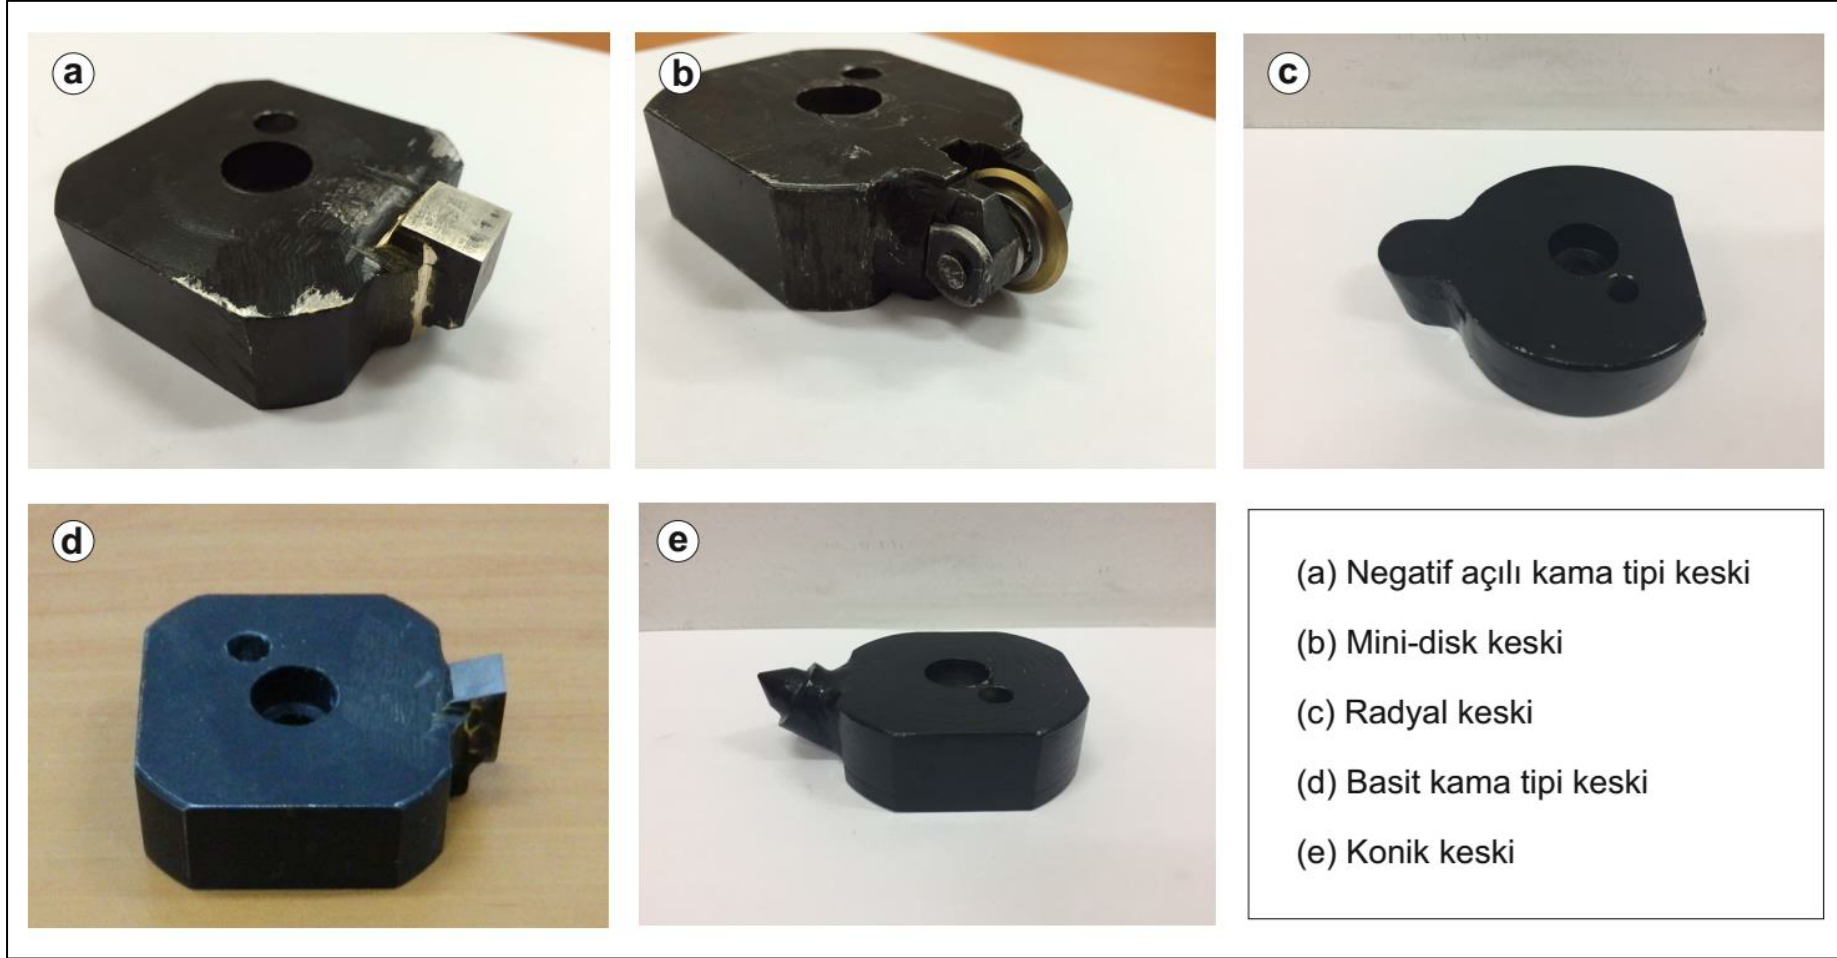 a
b
c
d
e
(a) Negatif açılı kama tipi keski
(b) Mini-disk keski
(c) Radyal keski
(d) Basit kama tipi keski
(e) Konik keski